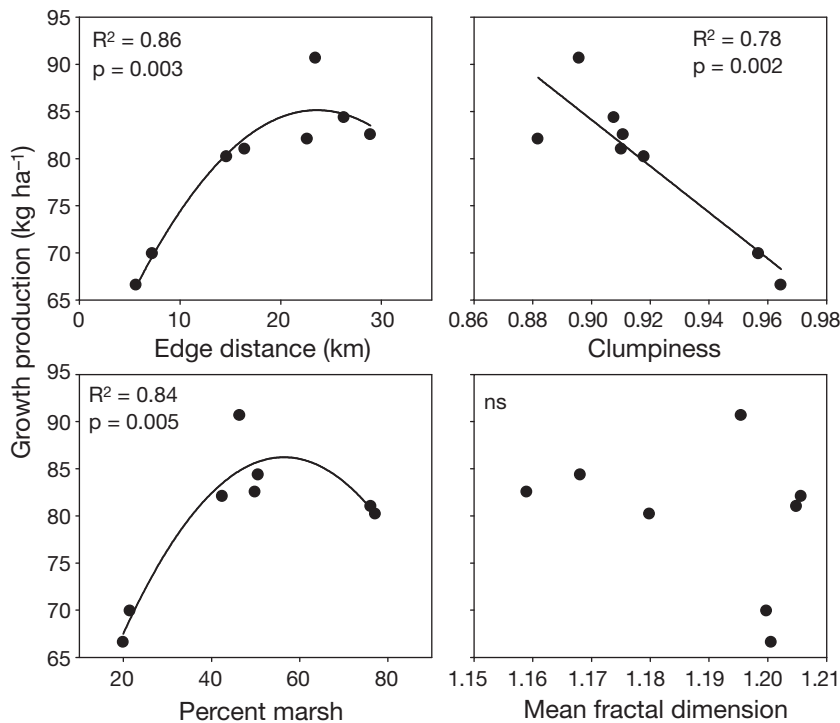 R² = 0.86
p = 0.003
R² = 0.78
p = 0.002
95
90
85
80
75
70
65
0 10 20 30
0.86 0.88 0.90 0.92 0.94 0.96 0.98
Edge distance (km)
Clumpiness
Growth production (kg ha⁻¹)
R² = 0.84
p = 0.005
ns
95
90
85
80
75
70
65
20 40 60 80
1.15 1.16 1.17 1.18 1.19 1.20 1.21
Percent marsh
Mean fractal dimension